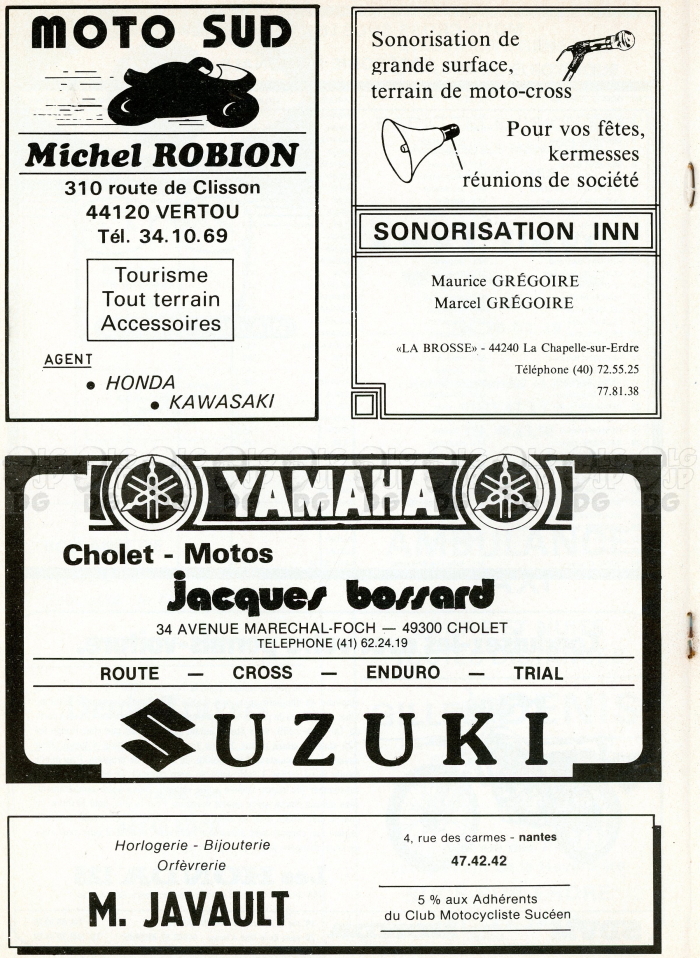 MOTO SUD
Michel ROBION
310 route de Clisson
44120 VERTOU
Tél. 34.10.69
Tourisme
Tout terrain
Accessoires
AGENT
• HONDA
• KAWASAKI
Sonorisation de
grande surface,
terrain de moto-cross
Pour vos fêtes,
kermesses
réunions de société
SONORISATION INN
Maurice GRÉGOIRE
Marcel GRÉGOIRE
«LA BROSSE» - 44240 La Chapelle-sur-Erdre
Téléphone (40) 72.55.25
77.81.38
YAMAHA
Cholet - Motos
jacques bossard
34 AVENUE MARECHAL-FOCH — 49300 CHOLET
TELEPHONE (41) 62.24.19
ROUTE — CROSS — ENDURO — TRIAL
SUZUKI
Horlogerie - Bijouterie
Orfèvrerie
M. JAVAULT
4, rue des carmes - nantes
47.42.42
5 % aux Adhérents
du Club Motocycliste Sucéen